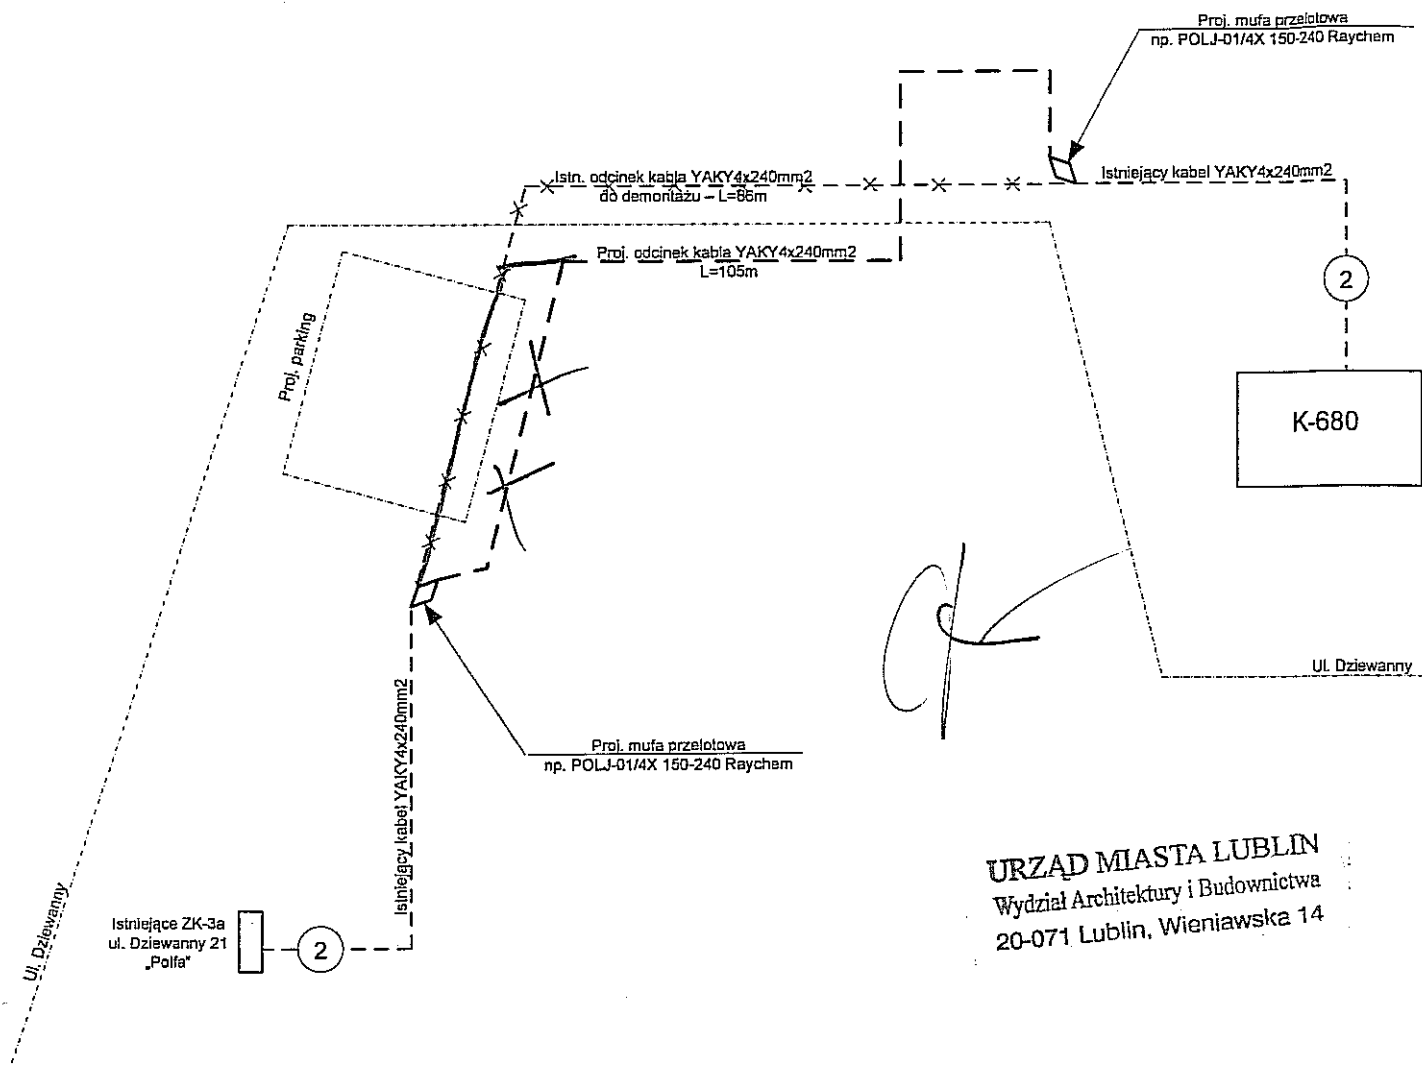 Proj. mufa przelotowa
np. POLJ-01/4X 150-240 Raychem
Istn. odcinek kabla YAKY4x240mm2
do demontażu – L=86m
Istniejący kabel YAKY4x240mm2
Proj. odcinek kabla YAKY4x240mm2
L=105m
2
Proj. parking
K-680
Ul. Dziewanny
Istniejący kabel YAKY4x240mm2
Proj. mufa przelotowa
np. POLJ-01/4X 150-240 Raychem
URZĄD MIASTA LUBLIN
Wydział Architektury i Budownictwa
20-071 Lublin, Wieniawska 14
Ul. Dziewanny
Istniejące ZK-3a
ul. Dziewanny 21
„Polfa"
2